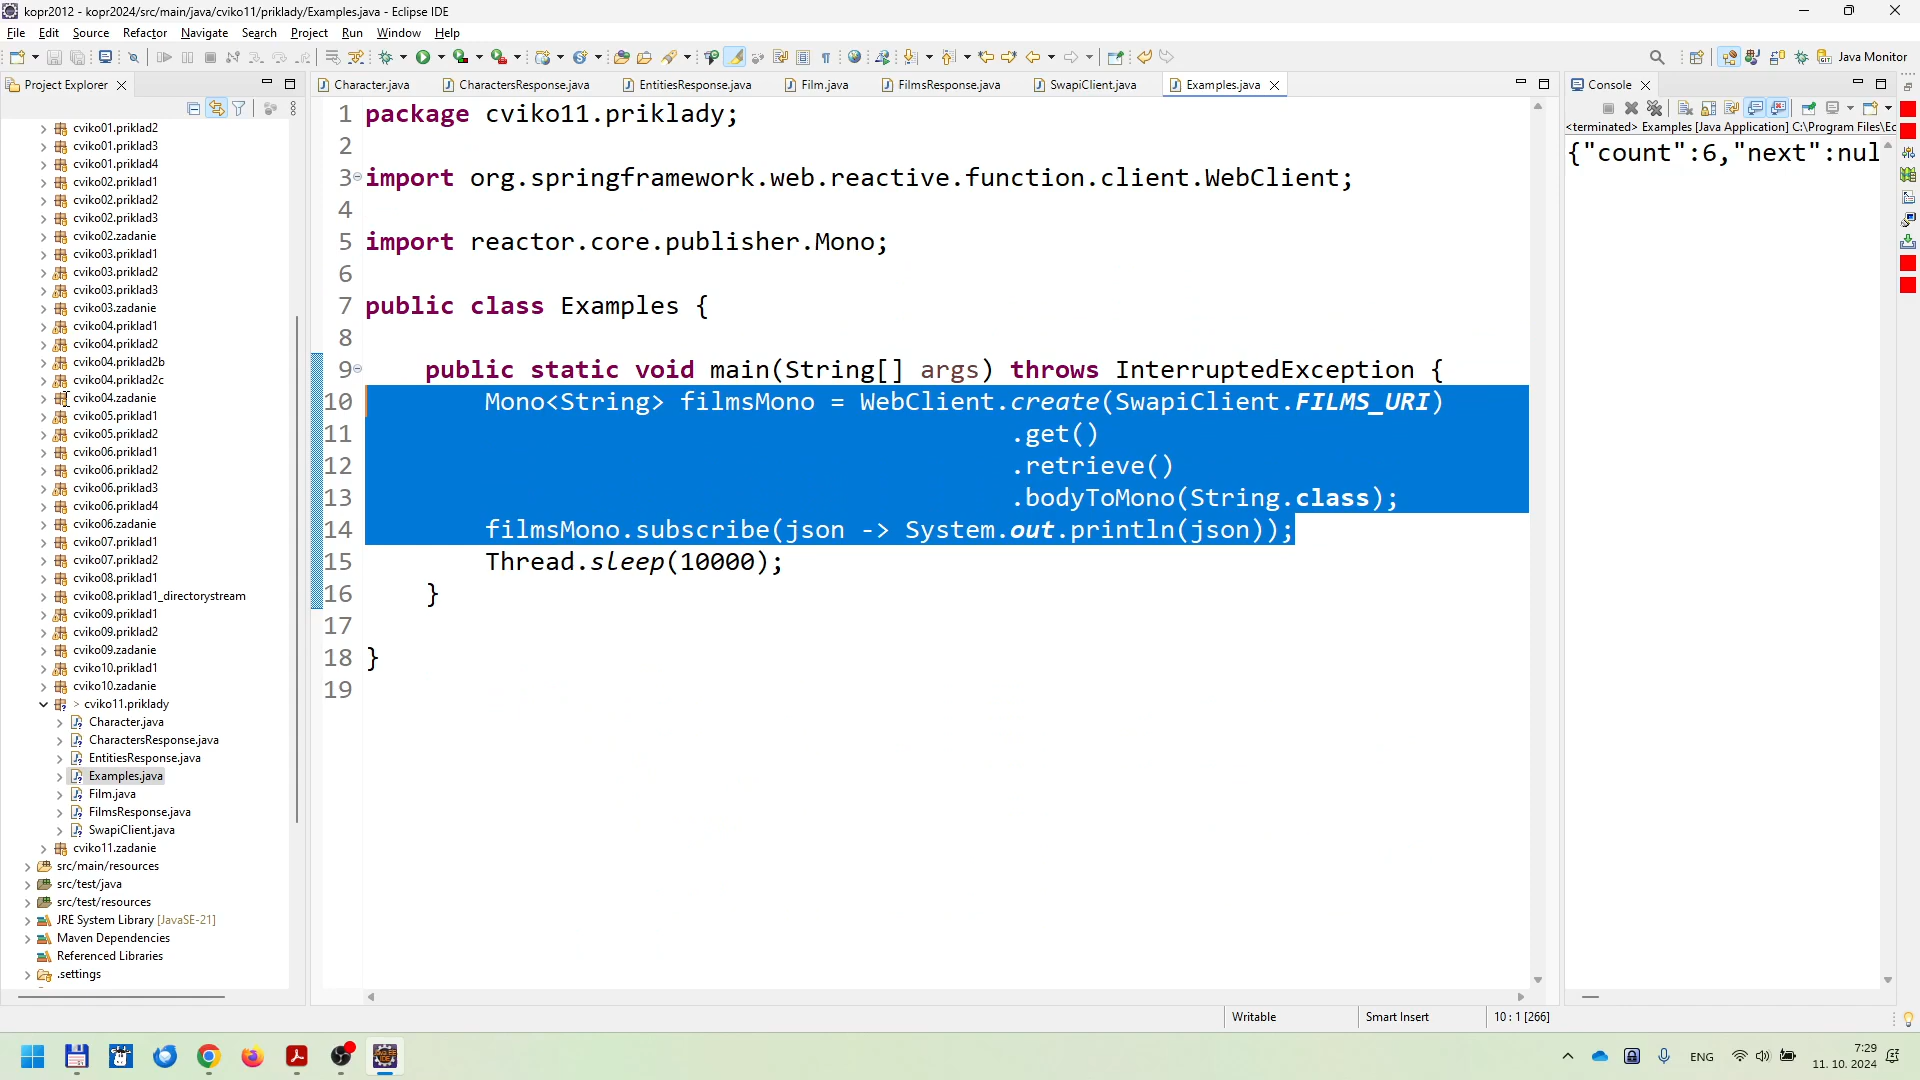 kopr2012 - kopr2024/src/main/java/cviko11/priklady/Examples.java - Eclipse IDE
File Edit Source Refactor Navigate Search Project Run Window Help
Java Monitor
Project Explorer
cviko01.priklad2
cviko01.priklad3
cviko01.priklad4
cviko02.priklad1
cviko02.priklad2
cviko02.priklad3
cviko02.zadanie
cviko03.priklad1
cviko03.priklad2
cviko03.priklad3
cviko03.zadanie
cviko04.priklad1
cviko04.priklad2
cviko04.priklad2b
cviko04.priklad2c
cviko04.zadanie
cviko05.priklad1
cviko05.priklad2
cviko06.priklad1
cviko06.priklad2
cviko06.priklad3
cviko06.priklad4
cviko06.zadanie
cviko07.priklad1
cviko07.priklad2
cviko08.priklad1
cviko08.priklad1_directorystream
cviko09.priklad1
cviko09.priklad2
cviko09.zadanie
cviko10.priklad1
cviko10.zadanie
> cviko11.priklady
Character.java
CharactersResponse.java
EntitiesResponse.java
Examples.java
Film.java
FilmsResponse.java
SwapiClient.java
cviko11.zadanie
src/main/resources
src/test/java
src/test/resources
JRE System Library [JavaSE-21]
Maven Dependencies
Referenced Libraries
.settings
Character.java CharactersResponse.java EntitiesResponse.java Film.java FilmsResponse.java SwapiClient.java Examples.java
1 package cviko11.priklady;
2
3 import org.springframework.web.reactive.function.client.WebClient;
4
5 import reactor.core.publisher.Mono;
6
7 public class Examples {
8
9 public static void main(String[] args) throws InterruptedException {
10 Mono<String> filmsMono = WebClient.create(SwapiClient.FILMS_URI)
11 .get()
12 .retrieve()
13 .bodyToMono(String.class);
14 filmsMono.subscribe(json -> System.out.println(json));
15 Thread.sleep(10000);
16 }
17
18 }
19
Console
<terminated> Examples [Java Application] C:\Program Files\Ec
{"count":6,"next":nul
Writable Smart Insert 10 : 1 [266]
ENG
7:29
11. 10. 2024